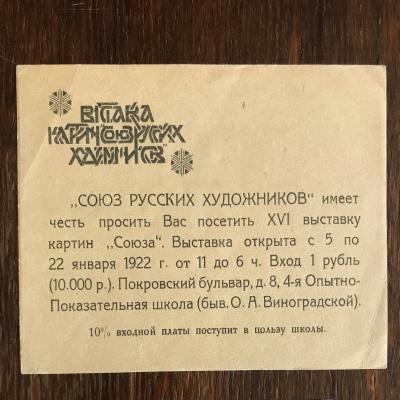 ВЫСТАВКА
КАРТИН СОЮЗ РУССКИХ
ХУДОЖНИКОВ
„СОЮЗ РУССКИХ ХУДОЖНИКОВ“ имеет
честь просить Вас посетить XVI выставку
картин „Союза“. Выставка открыта с 5 по
22 января 1922 г. от 11 до 6 ч. Вход 1 рубль
(10.000 р.). Покровский бульвар, д. 8, 4-я Опытно-
Показательная школа (быв. О. А. Виноградской).
10% входной платы поступит в пользу школы.